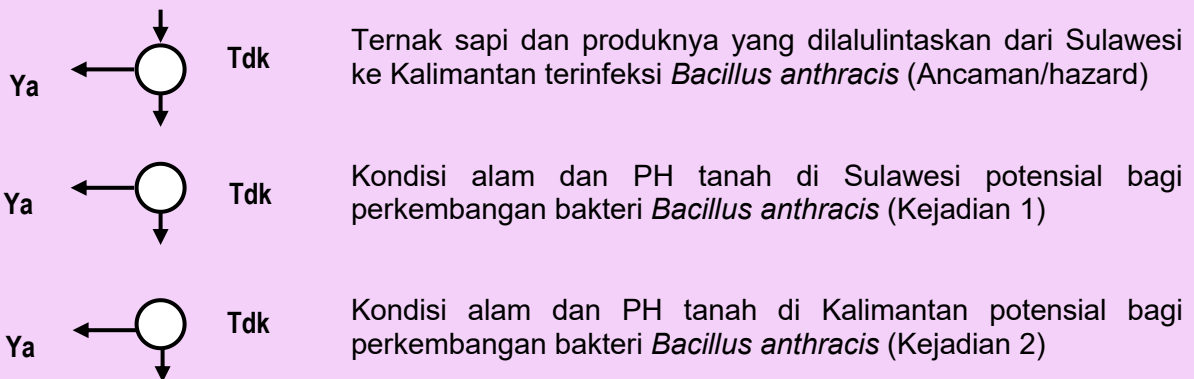 Ya
Tdk
Ternak sapi dan produknya yang dilalulintaskan dari Sulawesi
ke Kalimantan terinfeksi Bacillus anthracis (Ancaman/hazard)
Ya
Tdk
Kondisi alam dan PH tanah di Sulawesi potensial bagi
perkembangan bakteri Bacillus anthracis (Kejadian 1)
Ya
Tdk
Kondisi alam dan PH tanah di Kalimantan potensial bagi
perkembangan bakteri Bacillus anthracis (Kejadian 2)